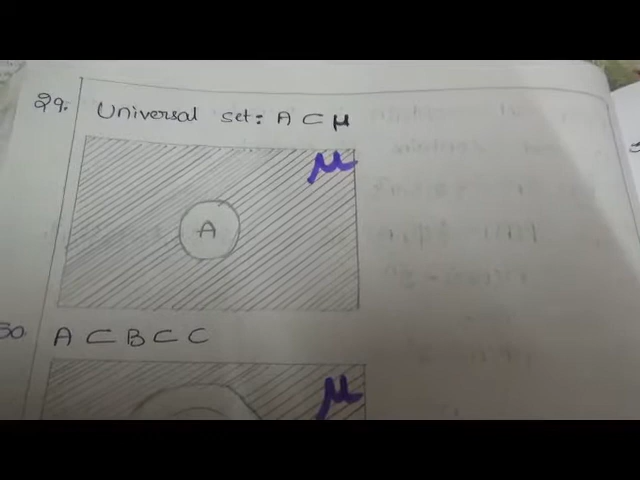 29. Universal set: A ⊂ μ
μ
A
30. A ⊂ B ⊂ C
μ